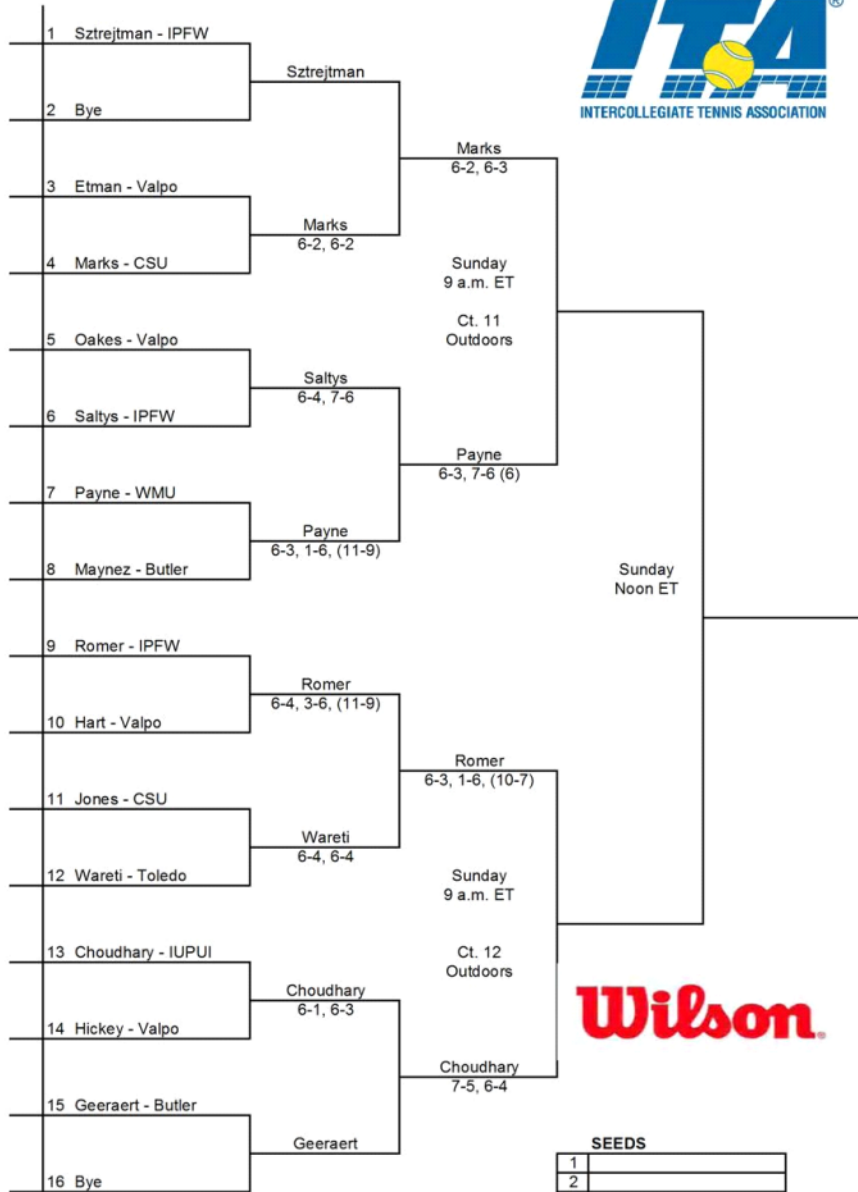 ITA
®
INTERCOLLEGIATE TENNIS ASSOCIATION
1 Sztrejtman - IPFW
Sztrejtman
2 Bye
Marks
6-2, 6-3
3 Etman - Valpo
Marks
6-2, 6-2
4 Marks - CSU
Sunday
9 a.m. ET
Ct. 11
Outdoors
5 Oakes - Valpo
Saltys
6-4, 7-6
6 Saltys - IPFW
Payne
6-3, 7-6 (6)
7 Payne - WMU
Payne
6-3, 1-6, (11-9)
8 Maynez - Butler
Sunday
Noon ET
9 Romer - IPFW
Romer
6-4, 3-6, (11-9)
10 Hart - Valpo
Romer
6-3, 1-6, (10-7)
11 Jones - CSU
Wareti
6-4, 6-4
12 Wareti - Toledo
Sunday
9 a.m. ET
Ct. 12
Outdoors
13 Choudhary - IUPUI
Choudhary
6-1, 6-3
14 Hickey - Valpo
Wilson.
Choudhary
7-5, 6-4
15 Geeraert - Butler
Geeraert
16 Bye
SEEDS
1
2